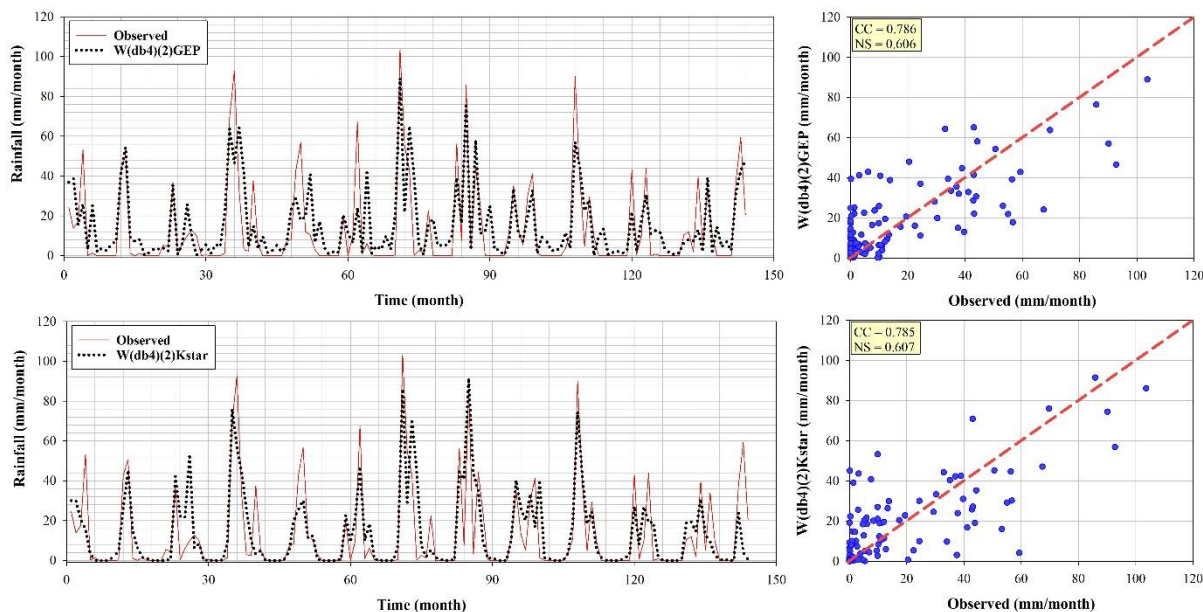 120
100
80
60
40
20
0
Rainfall (mm/month)
Observed
W(db4)(2)GEP
0 30 60 90 120 150
Time (month)
120
100
80
60
40
20
0
W(db4)(2)GEP (mm/month)
CC = 0.786
NS = 0.606
0 20 40 60 80 100 120
Observed (mm/month)
120
100
80
60
40
20
0
Rainfall (mm/month)
Observed
W(db4)(2)Kstar
0 30 60 90 120 150
Time (month)
120
100
80
60
40
20
0
W(db4)(2)Kstar (mm/month)
CC = 0.785
NS = 0.607
0 20 40 60 80 100 120
Observed (mm/month)